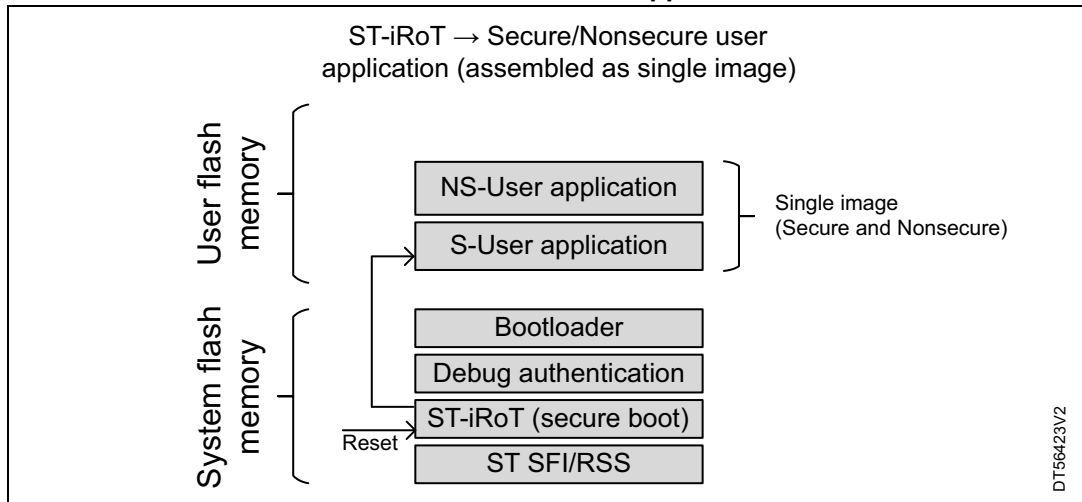 ST-iRoT → Secure/Nonsecure user
application (assembled as single image)
User flash
memory
NS-User application
S-User application
Single image
(Secure and Nonsecure)
System flash
memory
Bootloader
Debug authentication
ST-iRoT (secure boot)
Reset
ST SFI/RSS
DT56423V2